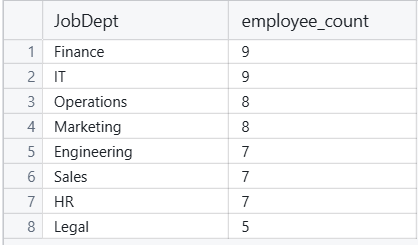 JobDept employee_count
1 Finance 9
2 IT 9
3 Operations 8
4 Marketing 8
5 Engineering 7
6 Sales 7
7 HR 7
8 Legal 5